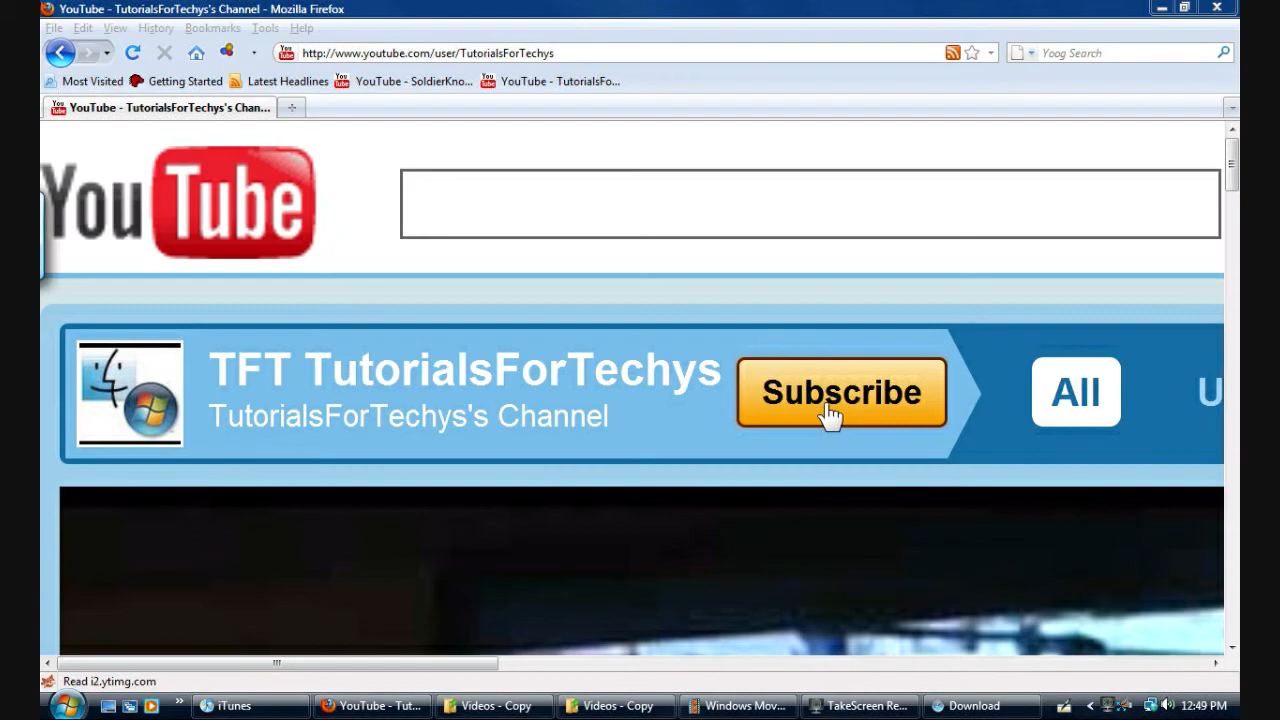 YouTube - TutorialsForTechys's Channel - Mozilla Firefox
File Edit View History Bookmarks Tools Help
You Tube http://www.youtube.com/user/TutorialsForTechys Yoog Search
Most Visited Getting Started Latest Headlines YouTube - SoldierKno... YouTube - TutorialsFo...
YouTube - TutorialsForTechys's Chan...
YouTube
TFT TutorialsForTechys Subscribe All U
TutorialsForTechys's Channel
Read i2.ytimg.com
iTunes YouTube - Tut... Videos - Copy Videos - Copy Windows Mov... TakeScreen Re... Download 12:49 PM